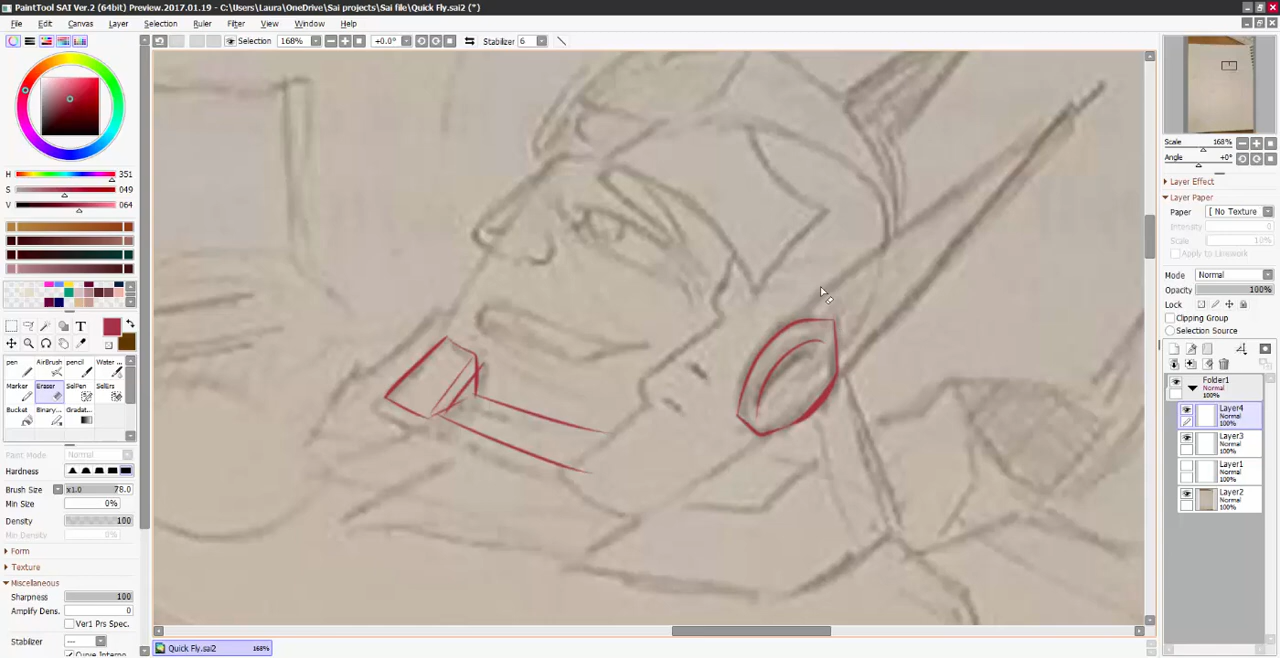 PaintTool SAI Ver.2 (64bit) Preview.2017.01.19 - C:\Users\Laura\OneDrive\Sai projects\Sai file\Quick Fly.sai2 (*)
File Edit Canvas Layer Selection Ruler Filter View Window Help
Selection 168% +0.0° Stabilizer 6
H 351
S 049
V 064
T
pen AirBrush pencil Water ...
Marker Eraser SelPen SelErs
Bucket Binary... Gradat...
Paint Mode Normal
Hardness
Brush Size x1.0 78.0
Min Size 0%
Density 100
Min Density 0%
Form
Texture
Miscellaneous
Sharpness 100
Amplify Dens. 0
Ver1 Prs Spec.
Stabilizer ---
Curve Interpo
Quick Fly.sai2 168%
Scale 168%
Angle +0°
Layer Effect
Layer Paper
Paper [ No Texture
Intensity 0
Scale 10%
Apply to Linework
Mode Normal
Opacity 100%
Lock
Clipping Group
Selection Source
Folder1
Normal
100%
Layer4
Normal
100%
Layer3
Normal
100%
Layer1
Normal
100%
Layer2
Normal
100%